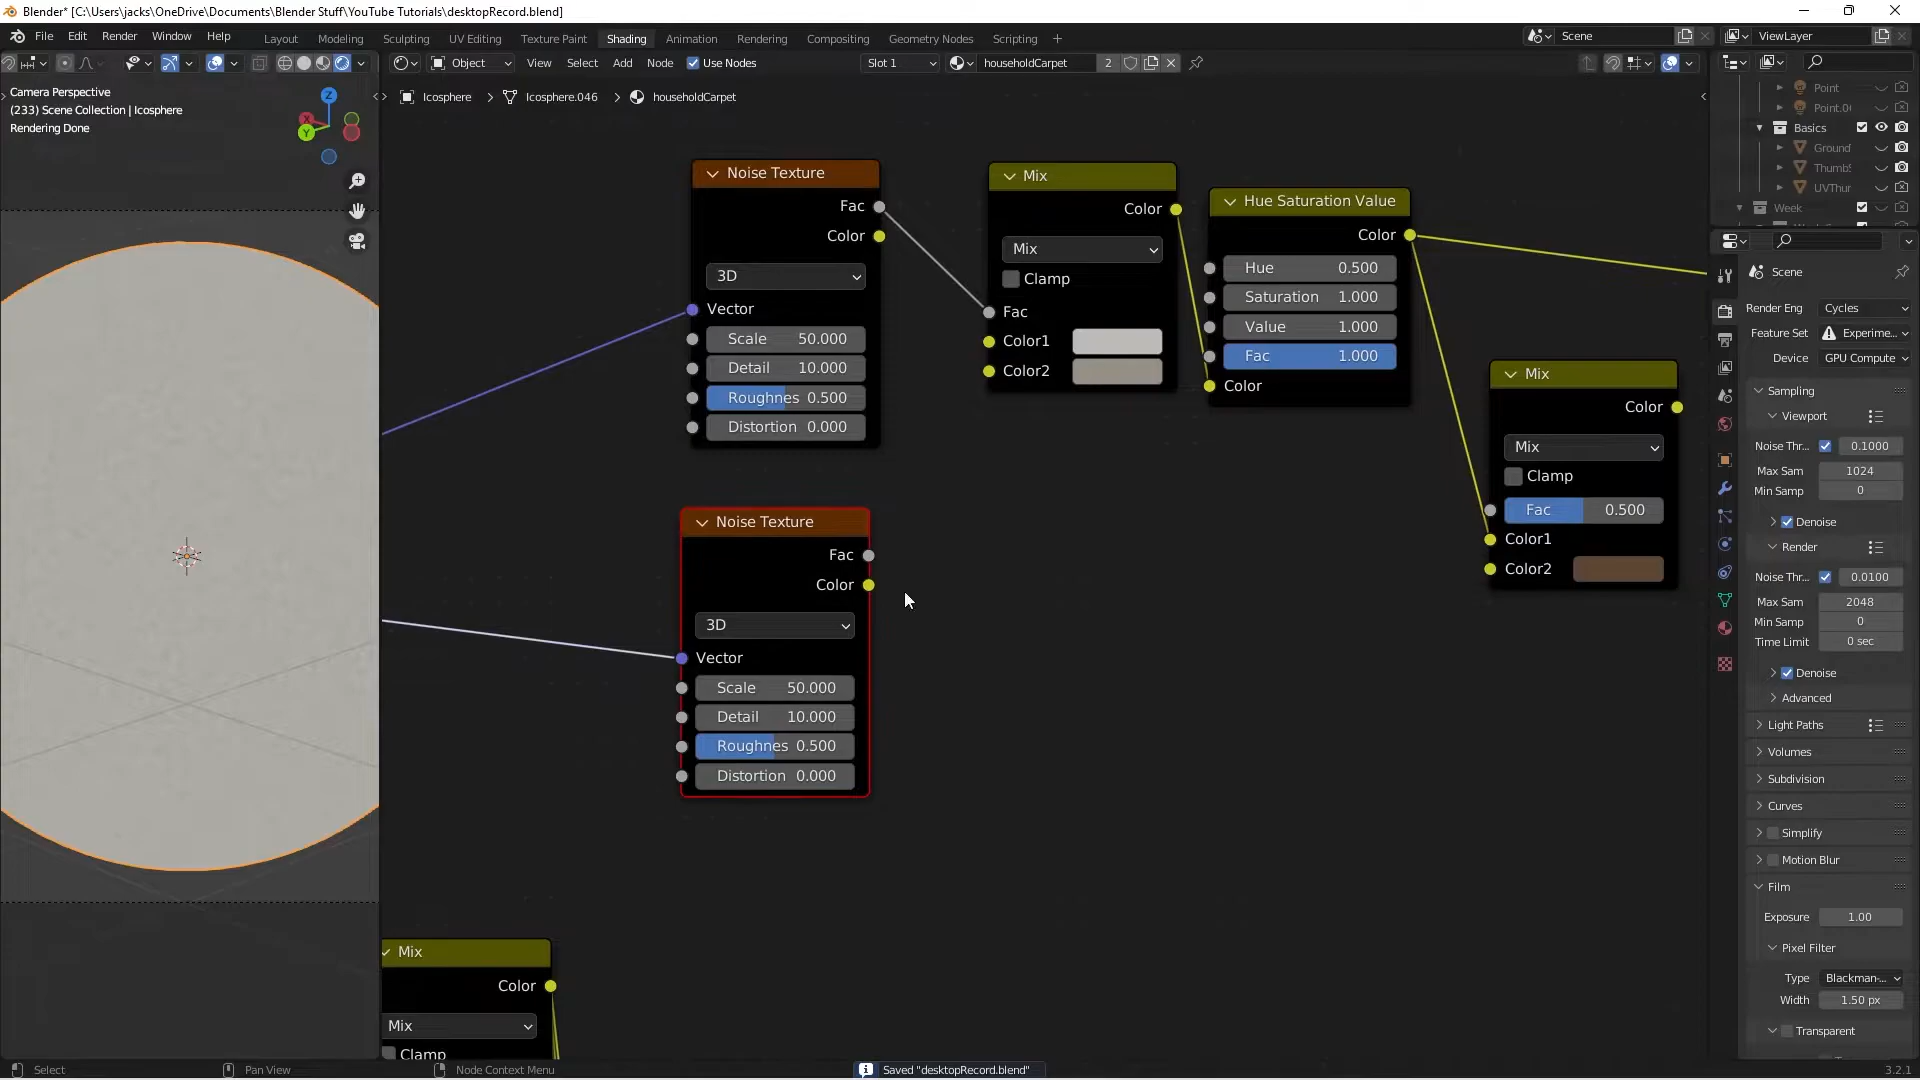 Blender* [C:\Users\jacks\OneDrive\Documents\Blender Stuff\YouTube Tutorials\desktopRecord.blend]
File Edit Render Window Help
Layout Modeling Sculpting UV Editing Texture Paint Shading Animation Rendering Compositing Geometry Nodes Scripting +
Scene ViewLayer
Object View Select Add Node Use Nodes Slot 1 householdCarpet 2
Camera Perspective
(233) Scene Collection | Icosphere
Rendering Done
Z
Y
Icosphere > Icosphere.046 > householdCarpet
Noise Texture
Fac
Color
3D
Vector
Scale 50.000
Detail 10.000
Roughnes 0.500
Distortion 0.000
Mix
Color
Mix
Clamp
Fac
Color1
Color2
Hue Saturation Value
Color
Hue 0.500
Saturation 1.000
Value 1.000
Fac 1.000
Color
Mix
Color
Mix
Clamp
Fac 0.500
Color1
Color2
Noise Texture
Fac
Color
3D
Vector
Scale 50.000
Detail 10.000
Roughnes 0.500
Distortion 0.000
Mix
Color
Mix
Clamp
Point
Point.0
Basics
Ground
Thumb
UVThur
Week
Scene
Render Eng Cycles
Feature Set Experime...
Device GPU Compute
Sampling
Viewport
Noise Thr... 0.1000
Max Sam 1024
Min Samp 0
Denoise
Render
Noise Thr... 0.0100
Max Sam 2048
Min Samp 0
Time Limit 0 sec
Denoise
Advanced
Light Paths
Volumes
Subdivision
Curves
Simplify
Motion Blur
Film
Exposure 1.00
Pixel Filter
Type Blackman-...
Width 1.50 px
Transparent
Select Pan View Node Context Menu Saved "desktopRecord.blend" 3.2.1